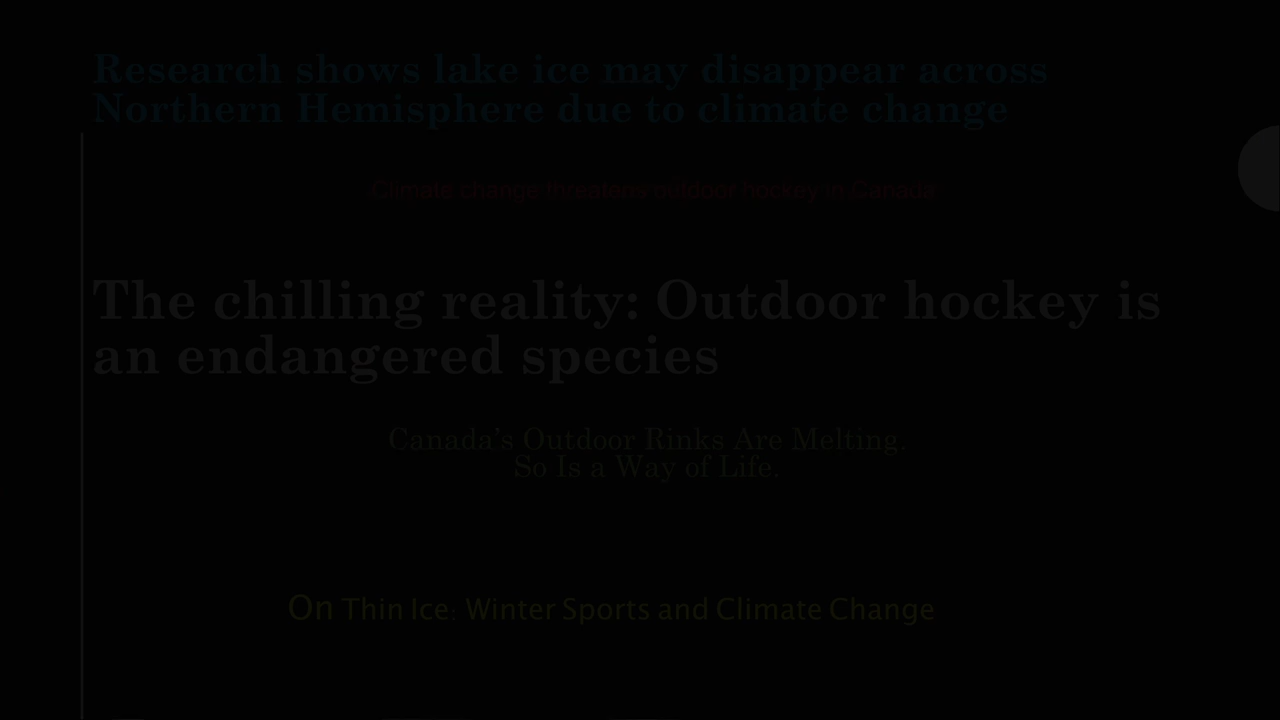 Research shows lake ice may disappear across
Northern Hemisphere due to climate change
Climate change threatens outdoor hockey in Canada
The chilling reality: Outdoor hockey is
an endangered species
Canada's Outdoor Rinks Are Melting.
So Is a Way of Life.
On Thin Ice: Winter Sports and Climate Change